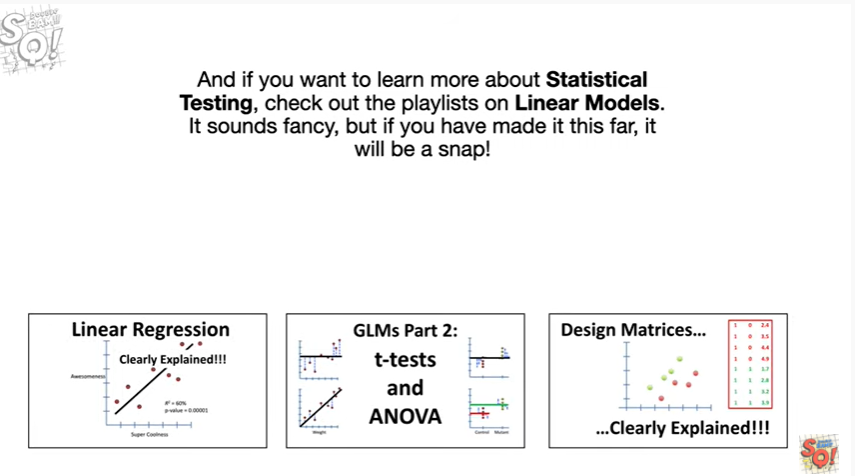 And if you want to learn more about Statistical
Testing, check out the playlists on Linear Models.
It sounds fancy, but if you have made it this far, it
will be a snap!
Linear Regression
Clearly Explained!!!
Awesomeness
R² = 60%
p-value = 0.00001
Super Coolness
GLMs Part 2:
t-tests
and
ANOVA
Weight
Control Mutant
Design Matrices...
1 0 2.4
1 0 3.5
1 0 4.4
1 0 4.9
1 1 1.7
1 1 2.8
1 1 3.2
1 1 3.9
...Clearly Explained!!!
SQ!